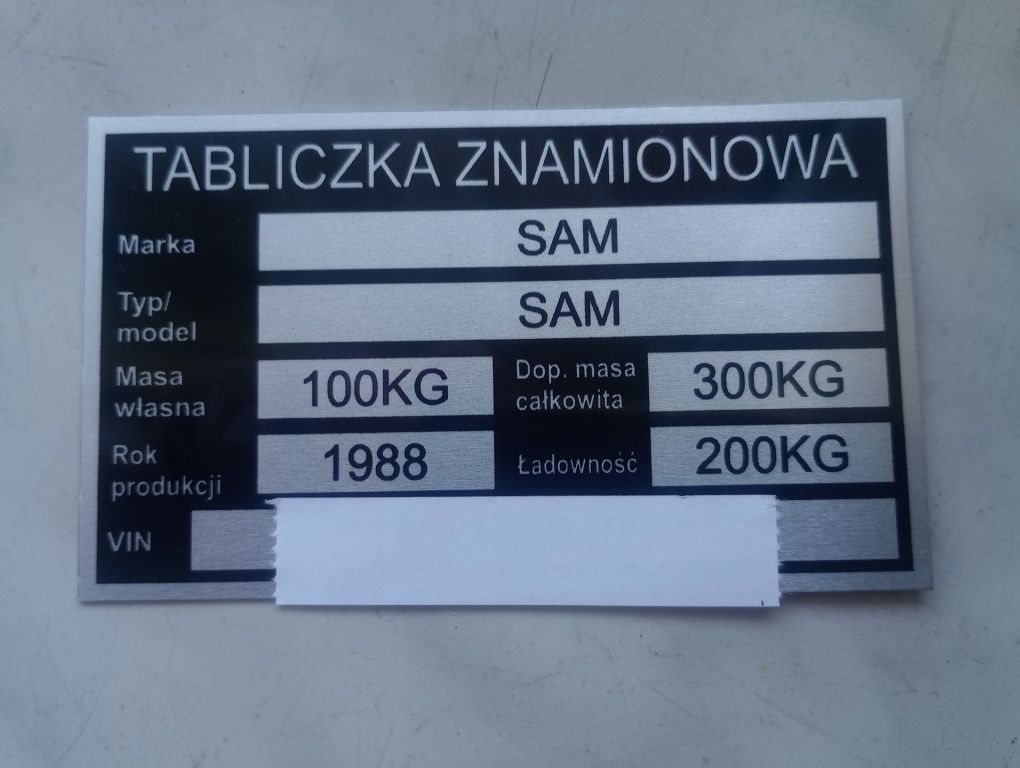 TABLICZKA ZNAMIONOWA
Marka SAM
Typ/
model SAM
Masa
własna 100KG Dop. masa
całkowita 300KG
Rok
produkcji 1988 Ładowność 200KG
VIN